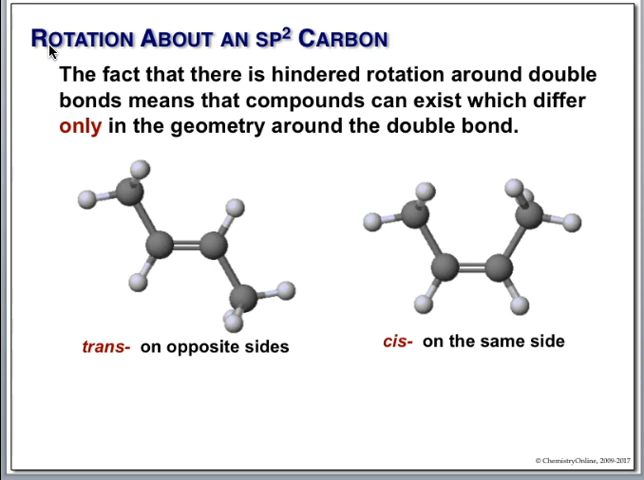 ROTATION ABOUT AN SP² CARBON
The fact that there is hindered rotation around double
bonds means that compounds can exist which differ
only in the geometry around the double bond.
trans- on opposite sides
cis- on the same side
© ChemistryOnline, 2009-2017